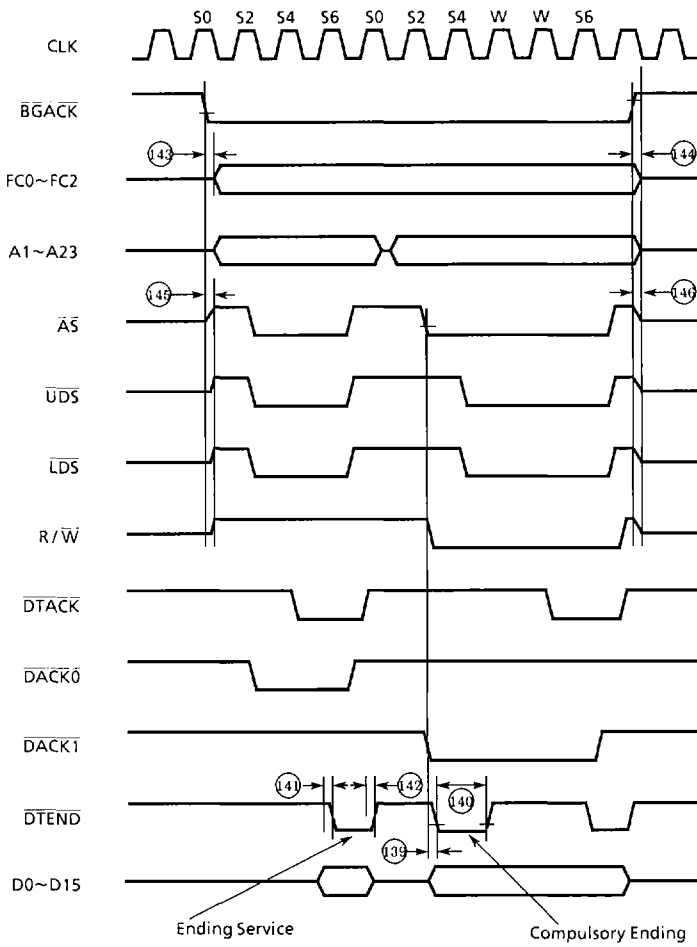 S0 S2 S4 S6 S0 S2 S4 W W S6
CLK
BGACK
143 144
FC0~FC2
A1~A23
145 146
AS
UDS
LDS
R/W
DTACK
DACK0
DACK1
141 142 140
DTEND
139
D0~D15
Ending Service
Compulsory Ending